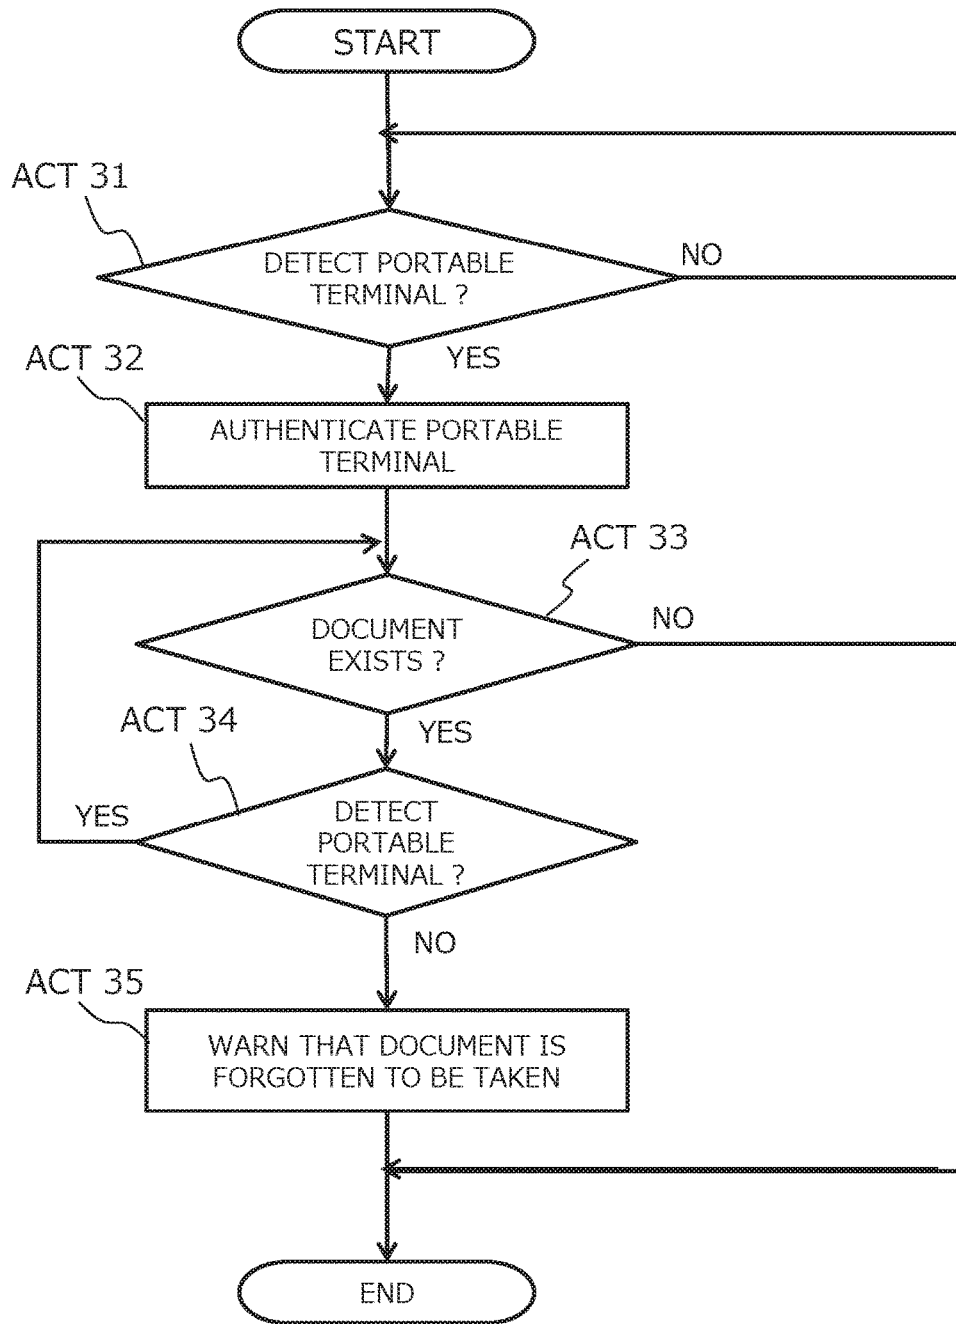 START
ACT 31
DETECT PORTABLE
TERMINAL ?
NO
YES
ACT 32
AUTHENTICATE PORTABLE
TERMINAL
ACT 33
DOCUMENT
EXISTS ?
NO
YES
ACT 34
DETECT
PORTABLE
TERMINAL ?
YES
NO
ACT 35
WARN THAT DOCUMENT IS
FORGOTTEN TO BE TAKEN
END